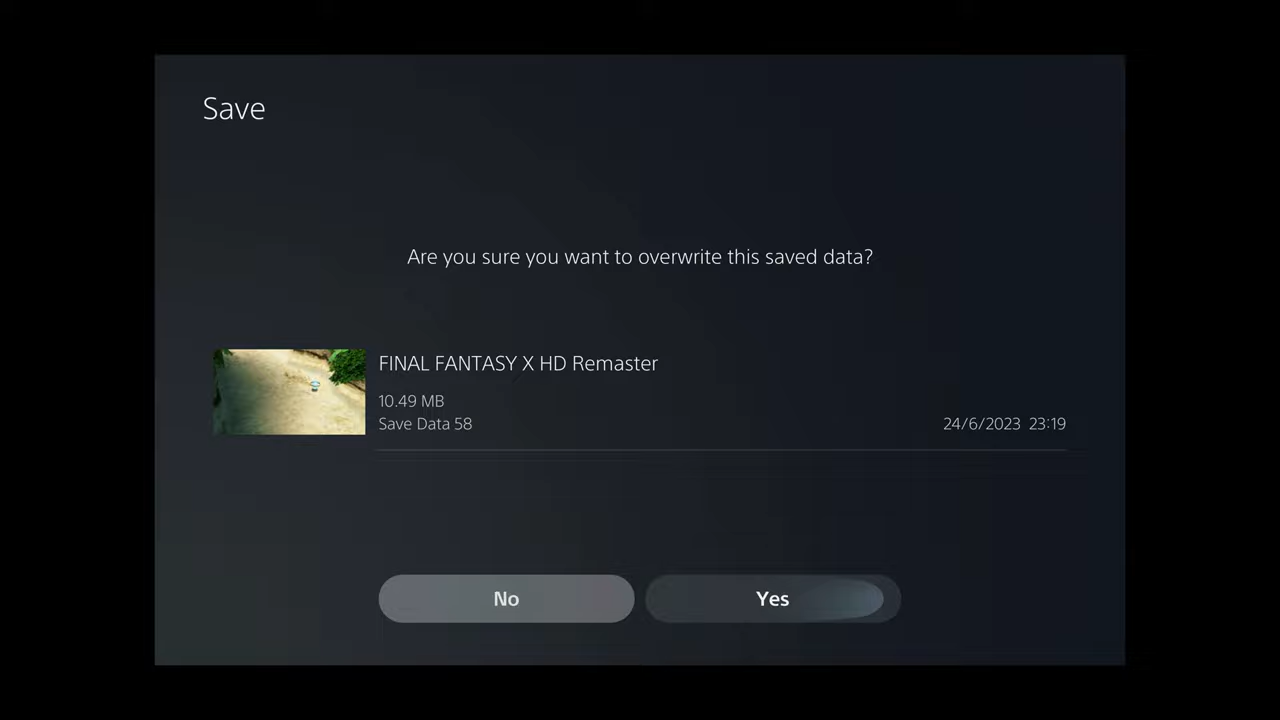 Save
Are you sure you want to overwrite this saved data?
FINAL FANTASY X HD Remaster
10.49 MB
Save Data 58 24/6/2023 23:19
No Yes